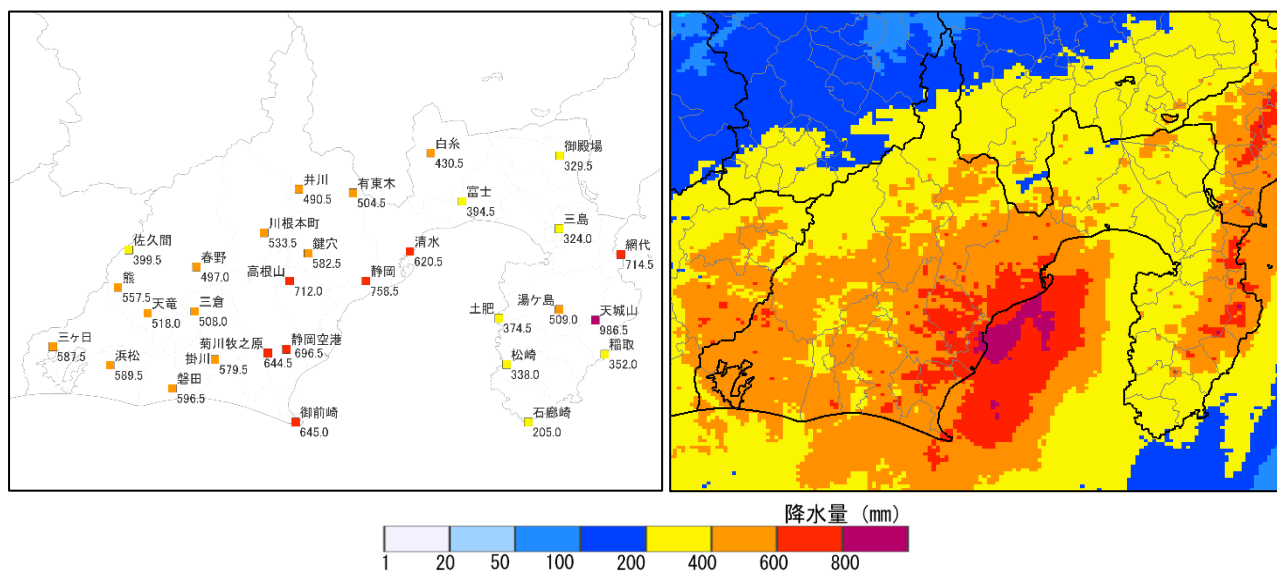 白糸
430.5
御殿場
329.5
井川
490.5
有東木
504.5
富士
394.5
三島
324.0
川根本町
533.5
佐久間
399.5
鍵穴
582.5
清水
620.5
網代
714.5
春野
497.0
熊
557.5
高根山
712.0
静岡
758.5
天竜
518.0
三倉
508.0
土肥
374.5
湯ケ島
509.0
天城山
986.5
三ヶ日
587.5
浜松
589.5
菊川牧之原
644.5
静岡空港
696.5
掛川
579.5
松崎
338.0
稲取
352.0
磐田
596.5
御前崎
645.0
石廊崎
205.0
降水量 (mm)
1 20 50 100 200 400 600 800